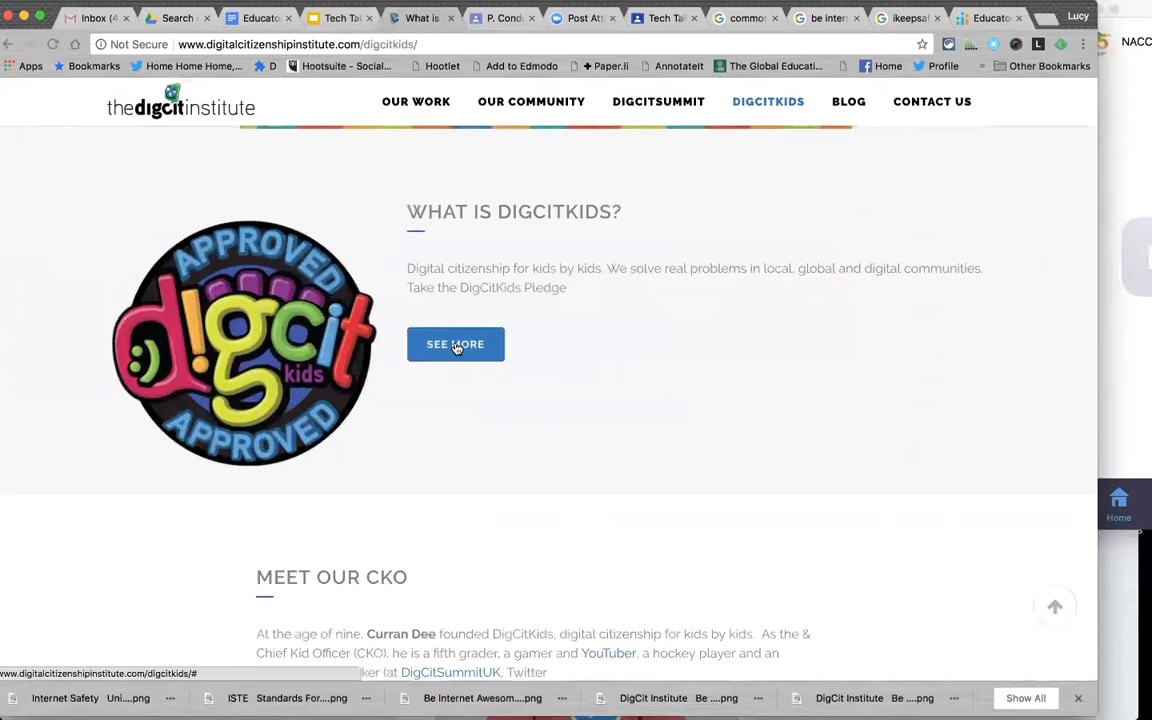 Inbox (4 Search Educato Tech Tal What is P. Cond Post Att Tech Ta commor be inter ikeepsaf Educato Lucy
Not Secure www.digitalcitizenshipinstitute.com/digcitkids/
NACC
Apps Bookmarks Home Home Home,... D Hootsuite - Social... Hootlet Add to Edmodo + Paper.li AnnotateIt The Global Educati... Home Profile » Other Bookmarks
thedigcitinstitute OUR WORK OUR COMMUNITY DIGCITSUMMIT DIGCITKIDS BLOG CONTACT US
APPROVED
digcit
kids
APPROVED
WHAT IS DIGCITKIDS?
Digital citizenship for kids by kids. We solve real problems in local, global and digital communities.
Take the DigCitKids Pledge
SEE MORE
Home
MEET OUR CKO
At the age of nine, Curran Dee founded DigCitKids, digital citizenship for kids by kids. As the &
Chief Kid Officer (CKO), he is a fifth grader, a gamer and YouTuber, a hockey player and an
ker (at DigCitSummitUK, Twitter
www.digitalcitizenshipinstitute.com/digcitkids/#
Internet Safety Uni....png ISTE Standards For....png Be Internet Awesom....png DigCit Institute Be ....png DigCit Institute Be ....png Show All